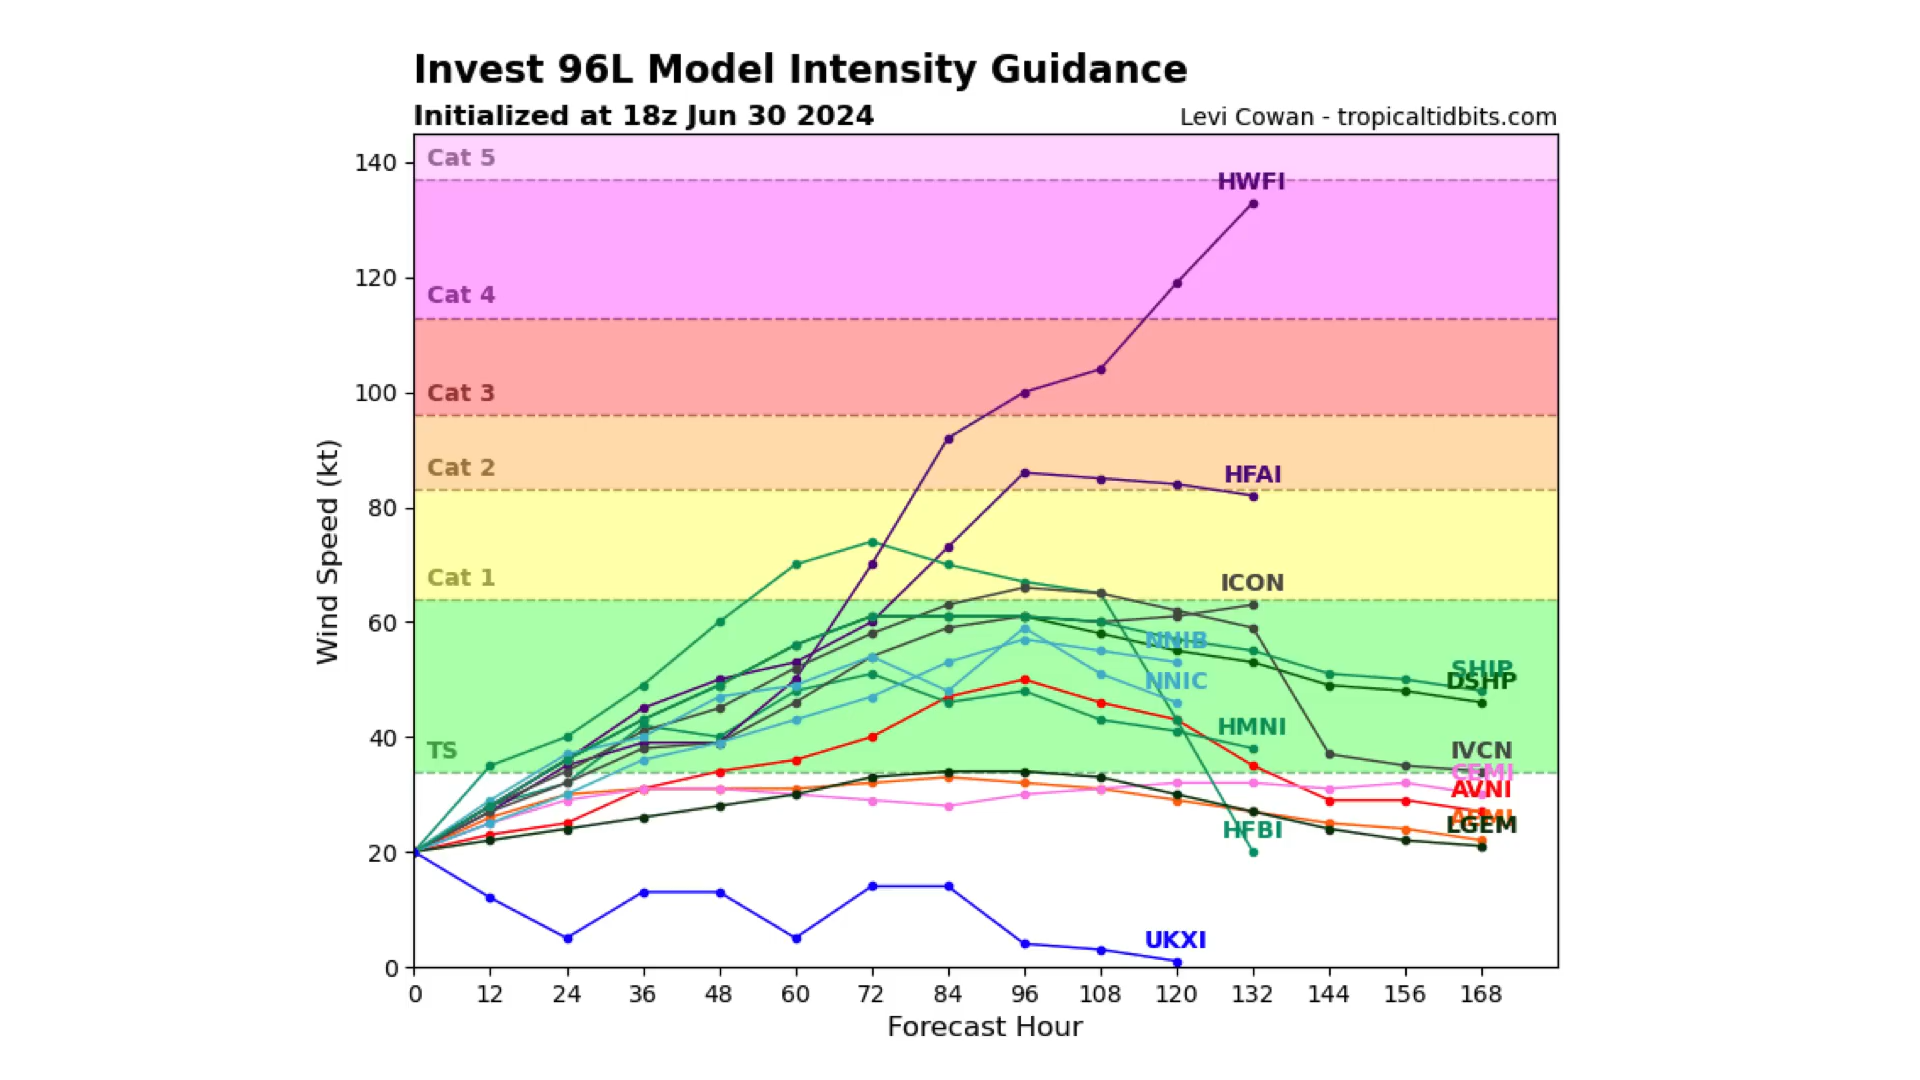 Invest 96L Model Intensity Guidance
Initialized at 18z Jun 30 2024
Levi Cowan - tropicaltidbits.com
Wind Speed (kt)
140
120
100
80
60
40
20
0
Cat 5
Cat 4
Cat 3
Cat 2
Cat 1
TS
HWFI
HFAI
ICON
NNIB
NNIC
SHIP
DSHP
HMNI
IVCN
CEMI
AVNI
LGEM
HFBI
UKXI
0 12 24 36 48 60 72 84 96 108 120 132 144 156 168
Forecast Hour